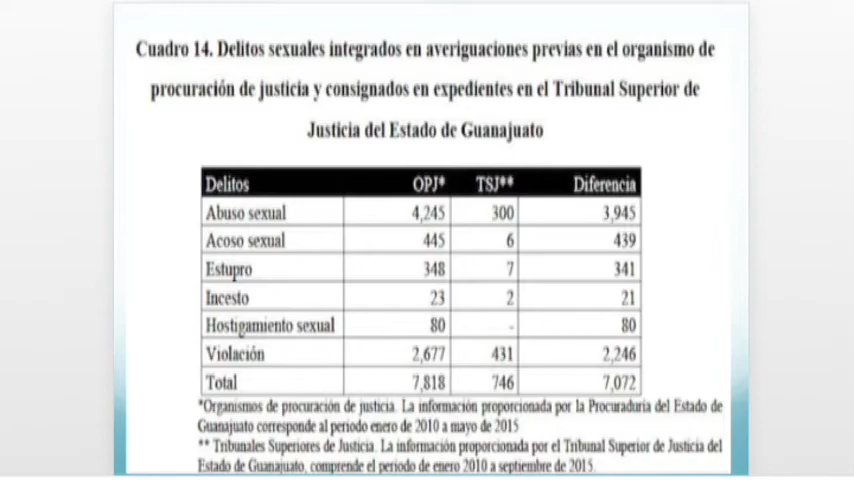 Cuadro 14. Delitos sexuales integrados en averiguaciones previas en el organismo de
procuración de justicia y consignados en expedientes en el Tribunal Superior de
Justicia del Estado de Guanajuato
Delitos OPJ* TSJ** Diferencia
Abuso sexual 4,245 300 3,945
Acoso sexual 445 6 439
Estupro 348 7 341
Incesto 23 2 21
Hostigamiento sexual 80 - 80
Violación 2,677 431 2,246
Total 7,818 746 7,072
*Organismos de procuración de justicia. La información proporcionada por la Procuraduría del Estado de
Guanajuato corresponde al periodo enero de 2010 a mayo de 2015
** Tribunales Superiores de Justicia. La información proporcionada por el Tribunal Superior de Justicia del
Estado de Guanajuato, comprende el periodo de enero 2010 a septiembre de 2015.